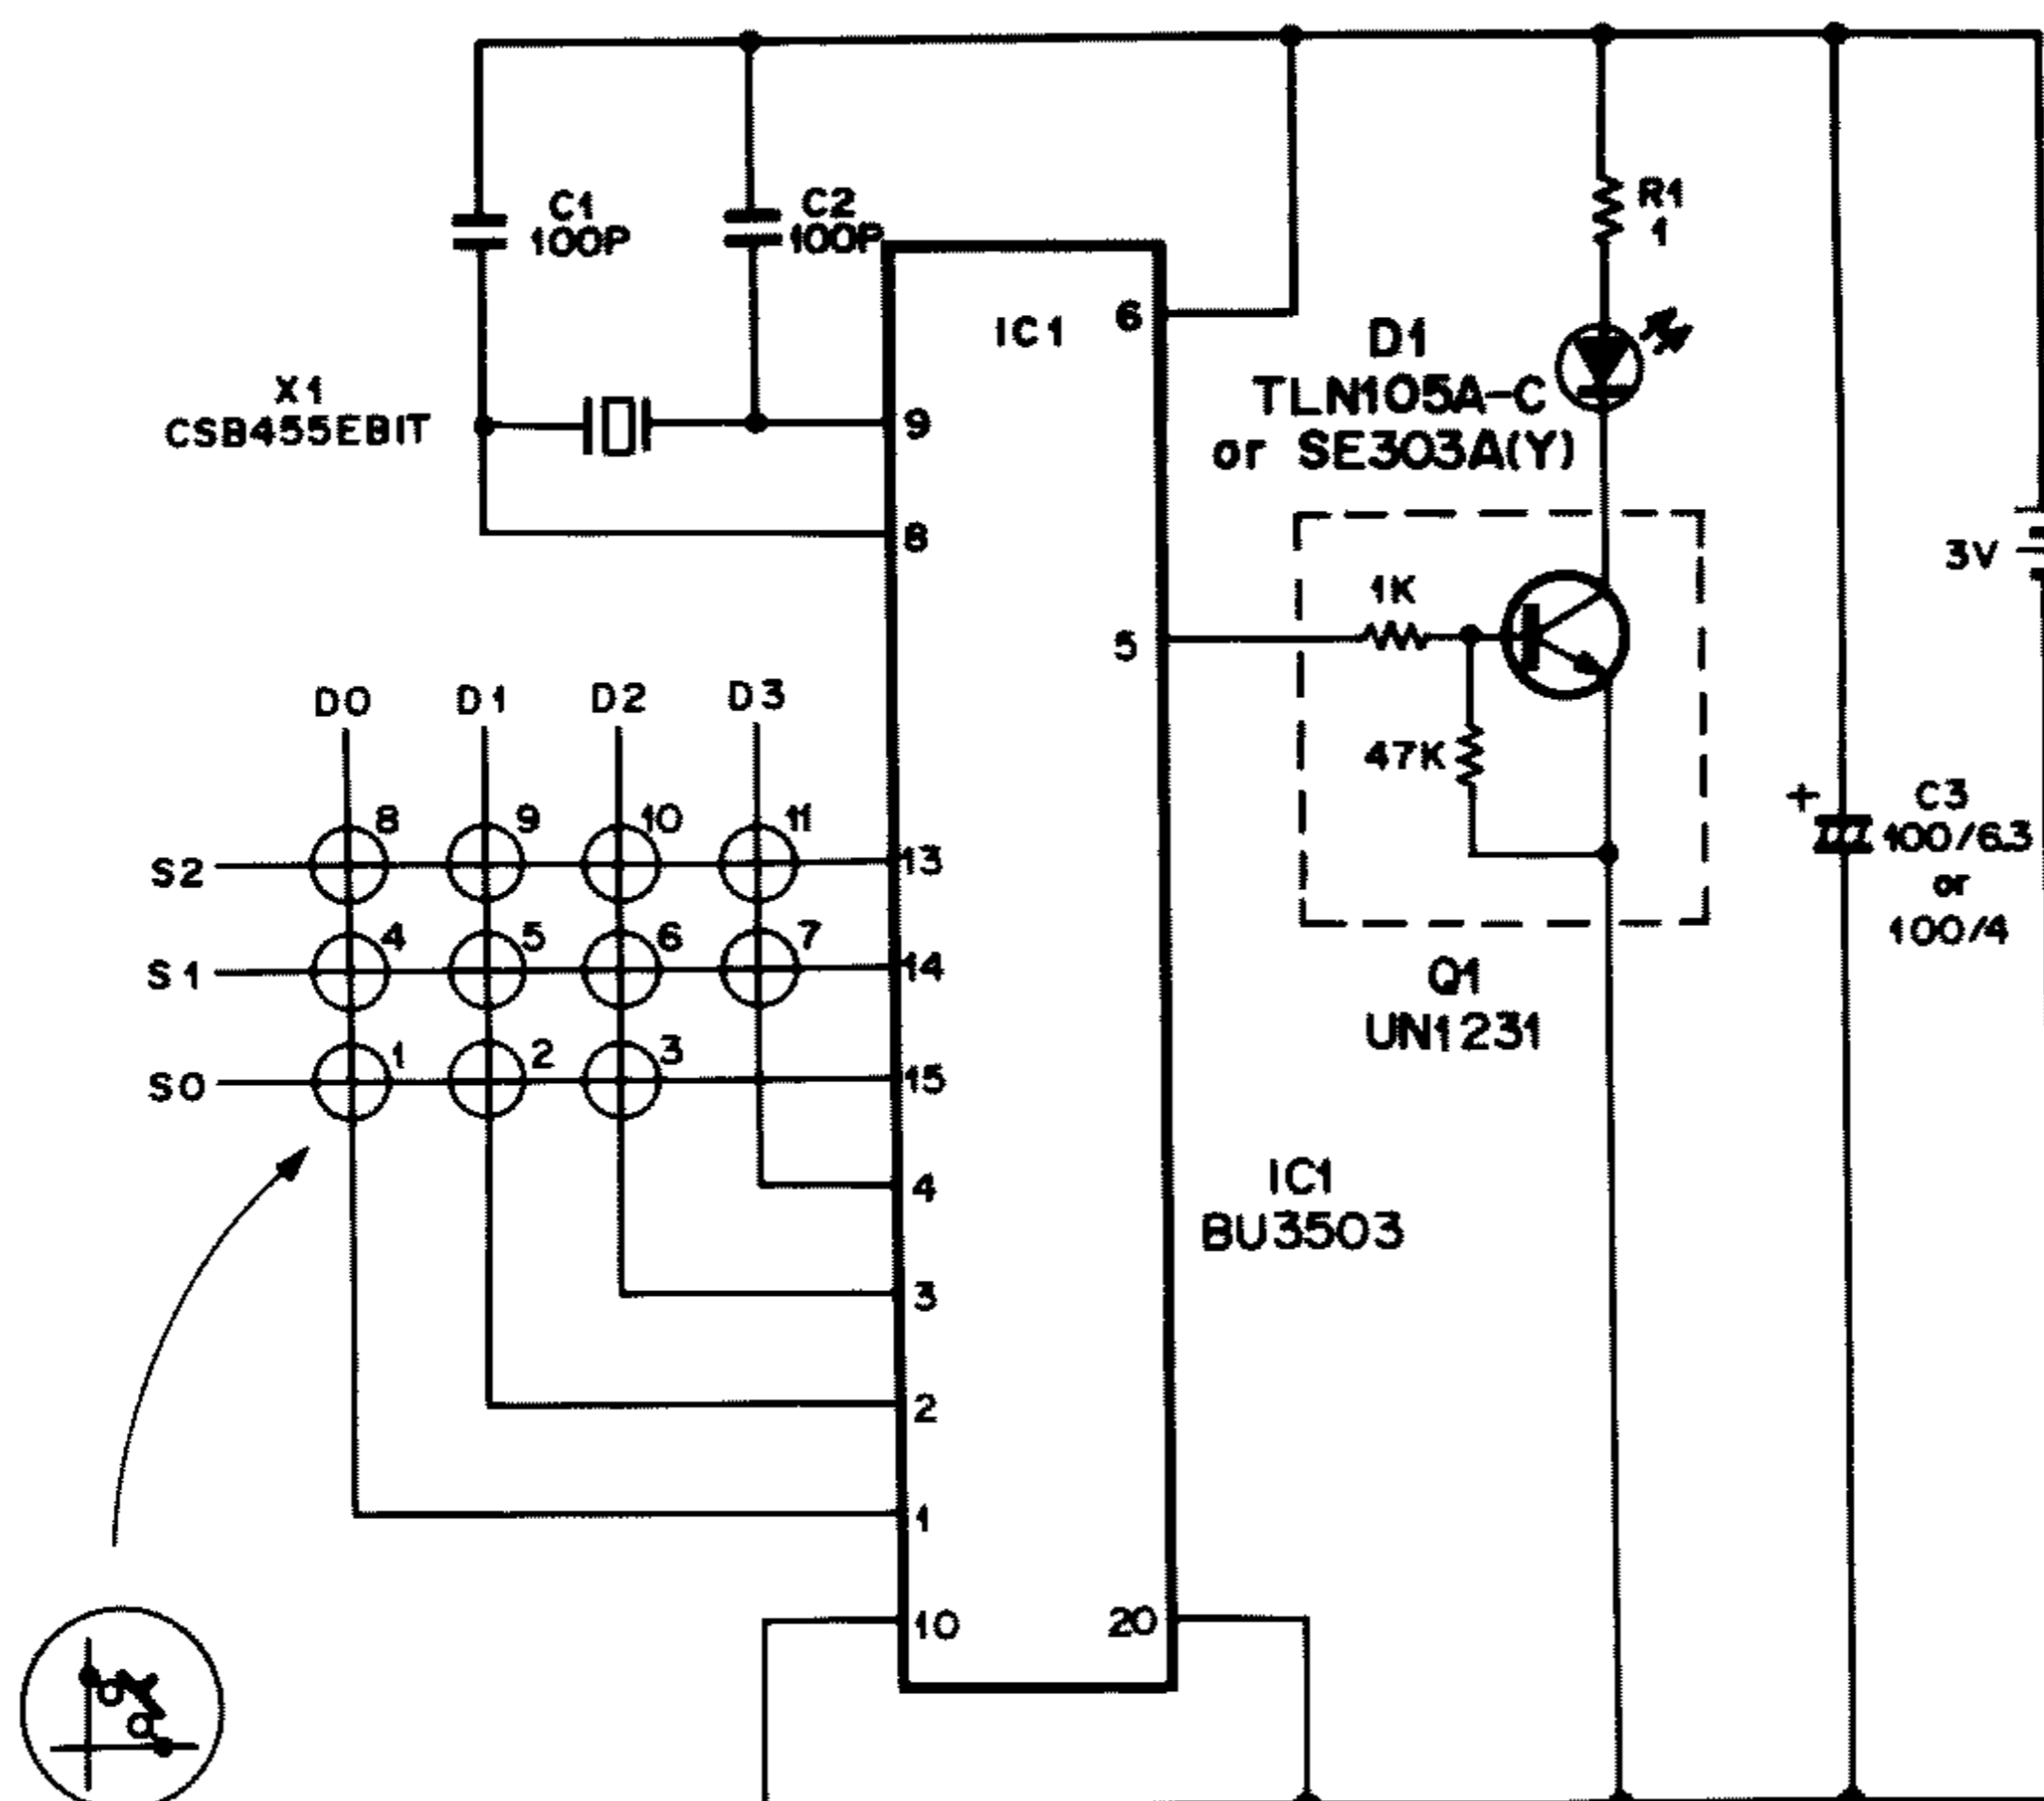 C1
100P
C2
100P
R1
1
IC1
6
D1
TLN105A-C
or SE303A(Y)
X1
CSB455EBIT
9
8
3V
1K
5
D0 D1 D2 D3
47K
+
C3
100/6.3
or
100/4
8 9 10 11
S2
13
4 5 6 7
S1
14
Q1
UN1231
1 2 3
S0
15
IC1
BU3503
4
3
2
1
10
20